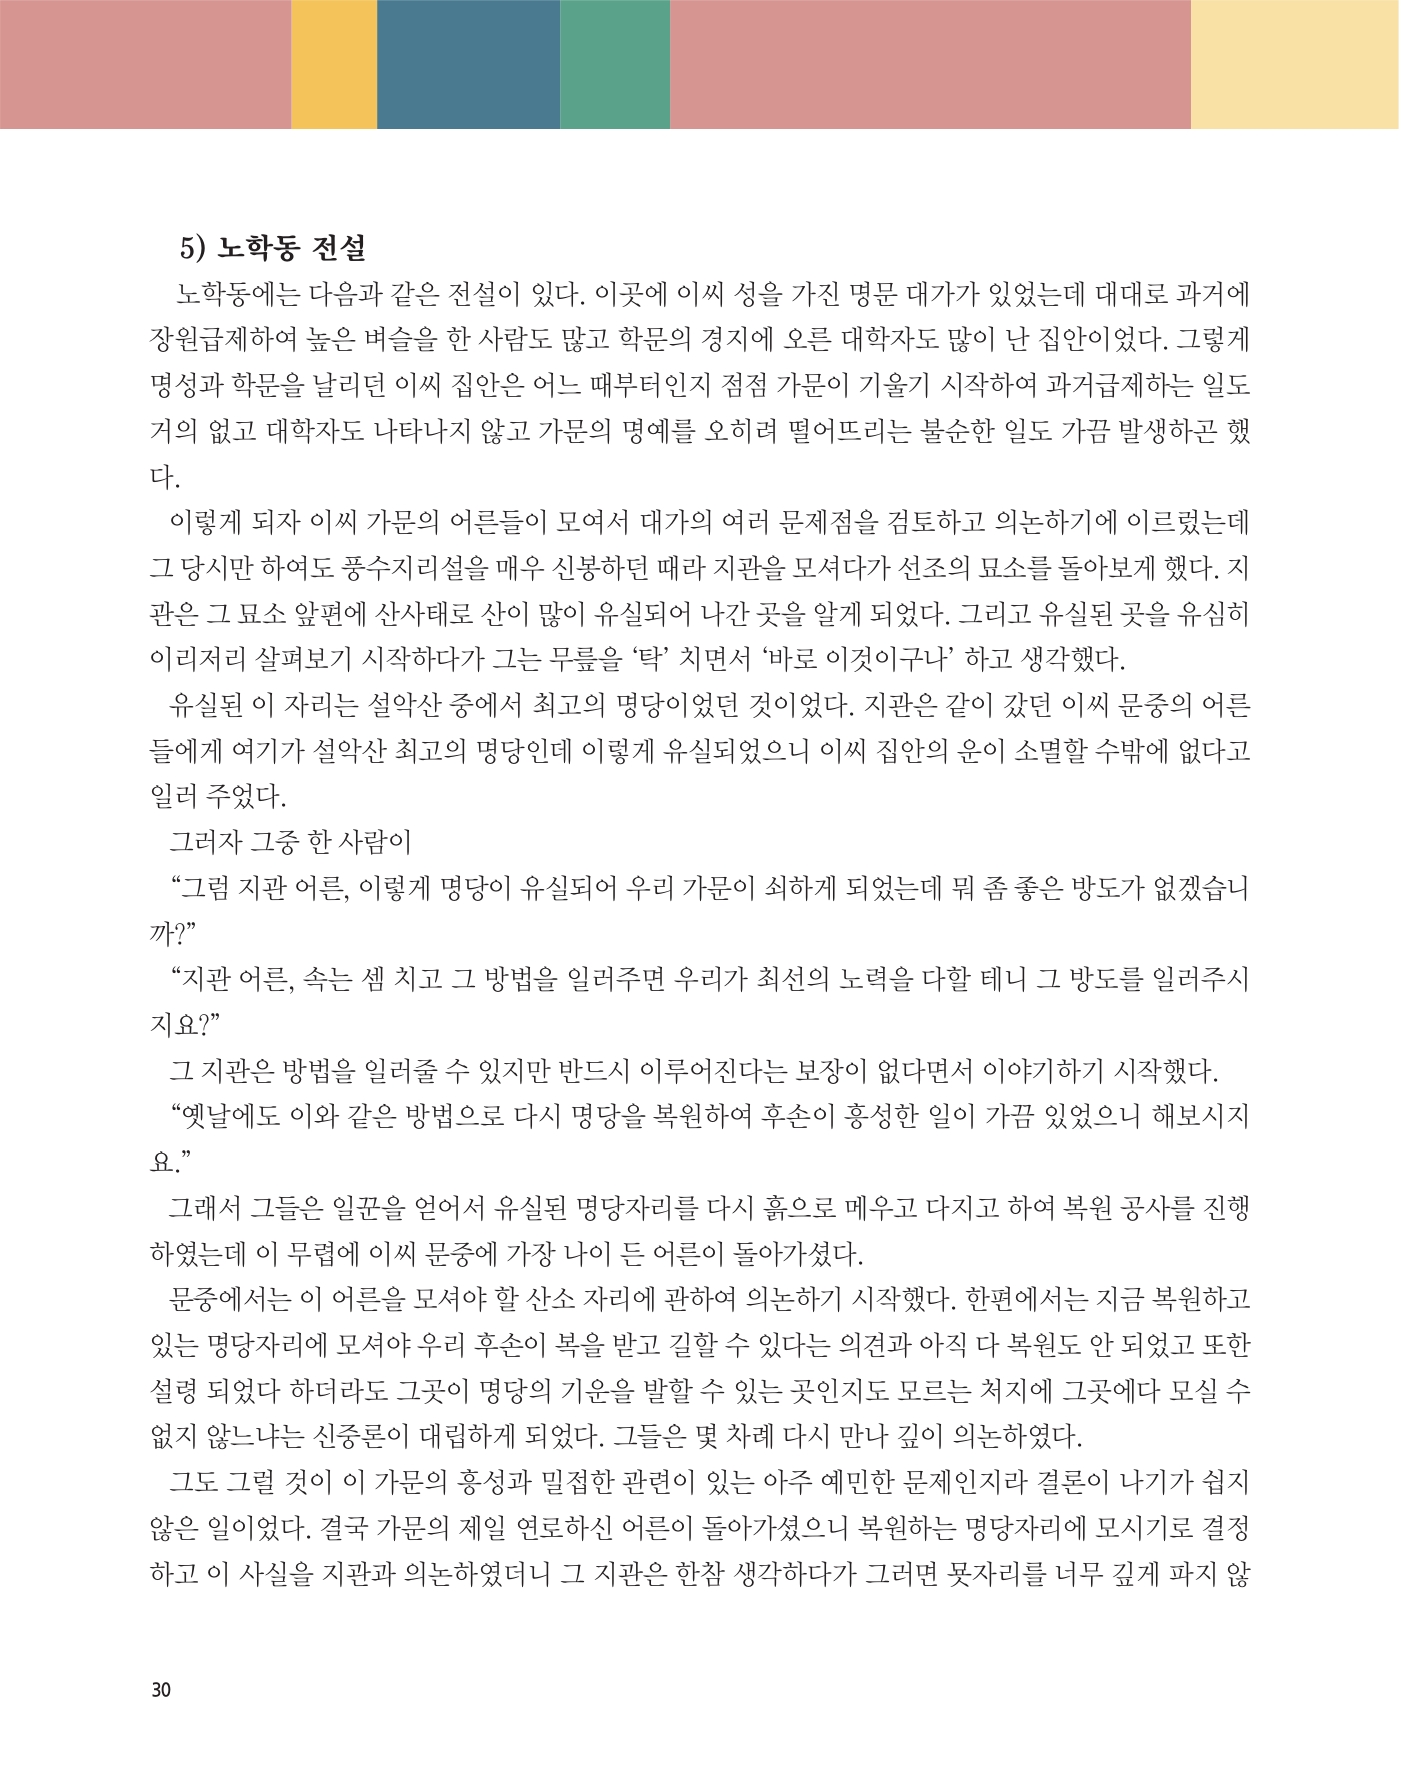 5) 노학동 전설
노학동에는 다음과 같은 전설이 있다. 이곳에 이씨 성을 가진 명문 대가가 있었는데 대대로 과거에
장원급제하여 높은 벼슬을 한 사람도 많고 학문의 경지에 오른 대학자도 많이 난 집안이었다. 그렇게
명성과 학문을 날리던 이씨 집안은 어느 때부터인지 점점 가문이 기울기 시작하여 과거급제하는 일도
거의 없고 대학자도 나타나지 않고 가문의 명예를 오히려 떨어뜨리는 불순한 일도 가끔 발생하곤 했
다.
이렇게 되자 이씨 가문의 어른들이 모여서 대가의 여러 문제점을 검토하고 의논하기에 이르렀는데
그 당시만 하여도 풍수지리설을 매우 신봉하던 때라 지관을 모셔다가 선조의 묘소를 돌아보게 했다. 지
관은 그 묘소 앞편에 산사태로 산이 많이 유실되어 나간 곳을 알게 되었다. 그리고 유실된 곳을 유심히
이리저리 살펴보기 시작하다가 그는 무릎을 ‘탁’ 치면서 ‘바로 이것이구나’ 하고 생각했다.
유실된 이 자리는 설악산 중에서 최고의 명당이었던 것이었다. 지관은 같이 갔던 이씨 문중의 어른
들에게 여기가 설악산 최고의 명당인데 이렇게 유실되었으니 이씨 집안의 운이 소멸할 수밖에 없다고
일러 주었다.
그러자 그중 한 사람이
“그럼 지관 어른, 이렇게 명당이 유실되어 우리 가문이 쇠하게 되었는데 뭐 좀 좋은 방도가 없겠습니
까?”
“지관 어른, 속는 셈 치고 그 방법을 일러주면 우리가 최선의 노력을 다할 테니 그 방도를 일러주시
지요?”
그 지관은 방법을 일러줄 수 있지만 반드시 이루어진다는 보장이 없다면서 이야기하기 시작했다.
“옛날에도 이와 같은 방법으로 다시 명당을 복원하여 후손이 흥성한 일이 가끔 있었으니 해보시지
요.”
그래서 그들은 일꾼을 얻어서 유실된 명당자리를 다시 흙으로 메우고 다지고 하여 복원 공사를 진행
하였는데 이 무렵에 이씨 문중에 가장 나이 든 어른이 돌아가셨다.
문중에서는 이 어른을 모셔야 할 산소 자리에 관하여 의논하기 시작했다. 한편에서는 지금 복원하고
있는 명당자리에 모셔야 우리 후손이 복을 받고 길할 수 있다는 의견과 아직 다 복원도 안 되었고 또한
설령 되었다 하더라도 그곳이 명당의 기운을 발할 수 있는 곳인지도 모르는 처지에 그곳에다 모실 수
없지 않느냐는 신중론이 대립하게 되었다. 그들은 몇 차례 다시 만나 깊이 의논하였다.
그도 그럴 것이 이 가문의 흥성과 밀접한 관련이 있는 아주 예민한 문제인지라 결론이 나기가 쉽지
않은 일이었다. 결국 가문의 제일 연로하신 어른이 돌아가셨으니 복원하는 명당자리에 모시기로 결정
하고 이 사실을 지관과 의논하였더니 그 지관은 한참 생각하다가 그러면 묫자리를 너무 깊게 파지 않
30